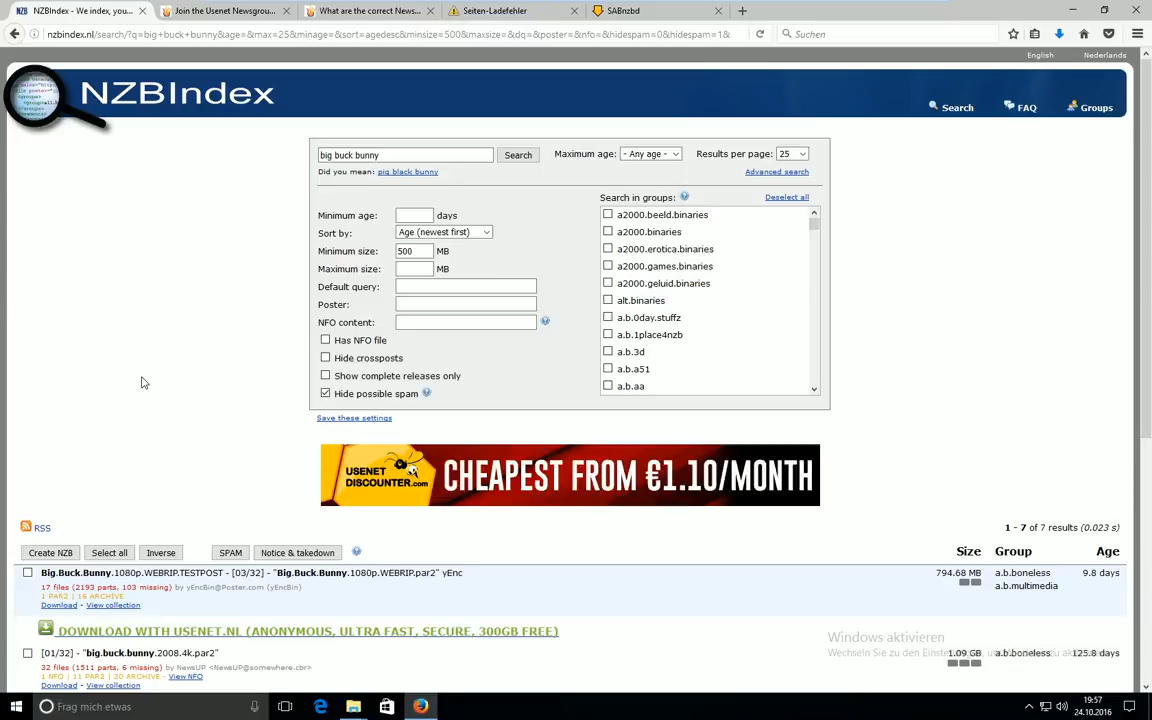 NZBIndex - We index, you...
Join the Usenet Newsgrou...
What are the correct News...
Seiten-Ladefehler
SABnzbd
nzbindex.nl/search/?q=big+buck+bunny&age=&max=25&minage=&sort=agedesc&minsize=500&maxsize=&dq=&poster=&nfo=&hidespam=0&hidespam=1&
Suchen
English
Nederlands
NZBIndex
Search
FAQ
Groups
big buck bunny
Search
Maximum age:
- Any age -
Results per page:
25
Did you mean: pig black bunny
Advanced search
Search in groups:
Deselect all
Minimum age:
days
Sort by:
Age (newest first)
Minimum size:
500
MB
Maximum size:
MB
Default query:
Poster:
NFO content:
Has NFO file
Hide crossposts
Show complete releases only
Hide possible spam
a2000.beeld.binaries
a2000.binaries
a2000.erotica.binaries
a2000.games.binaries
a2000.geluid.binaries
alt.binaries
a.b.0day.stuffz
a.b.1place4nzb
a.b.3d
a.b.a51
a.b.aa
Save these settings
USENET
DISCOUNTER.com
CHEAPEST FROM €1.10/MONTH
RSS
1 - 7 of 7 results (0.023 s)
Create NZB
Select all
Inverse
SPAM
Notice & takedown
Size
Group
Age
Big.Buck.Bunny.1080p.WEBRIP.TESTPOST - [03/32] - "Big.Buck.Bunny.1080p.WEBRIP.par2" yEnc
794.68 MB
a.b.boneless
9.8 days
17 files (2193 parts, 103 missing) by yEncBin@Poster.com (yEncBin)
a.b.multimedia
1 PAR2 | 16 ARCHIVE
Download - View collection
DOWNLOAD WITH USENET.NL (ANONYMOUS, ULTRA FAST, SECURE, 300GB FREE)
Windows aktivieren
[01/32] - "big.buck.bunny.2008.4k.par2"
1.09 GB
a.b.boneless
125.8 days
Wechseln Sie zu den Einste
32 files (1511 parts, 6 missing) by NewsUP <NewsUP@somewhere.cbr>
1 NFO | 11 PAR2 | 20 ARCHIVE - View NFO
Download - View collection
Frag mich etwas
19:57
24.10.2016